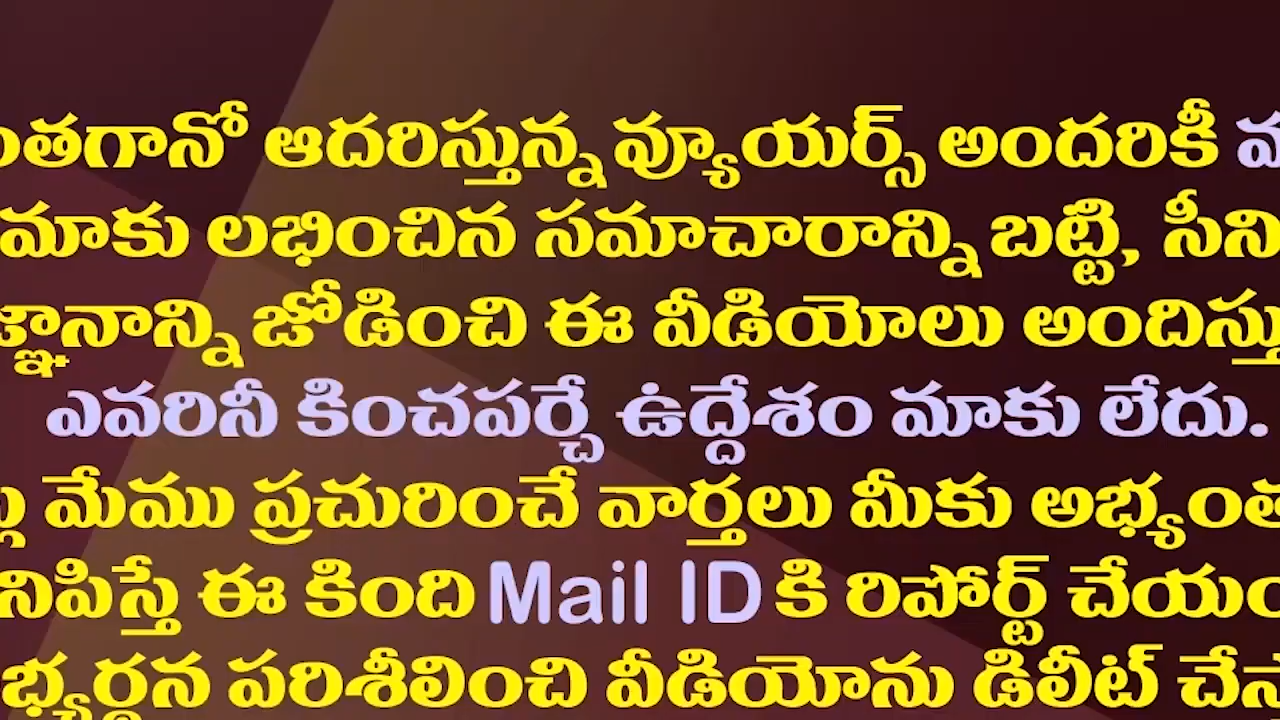 ంతగానో ఆదరిస్తున్న వ్యూయర్స్ అందరికీ
మాకు లభించిన సమాచారాన్ని బట్టి, సీని
జ్ఞానాన్ని జోడించి ఈ వీడియోలు అందిస్తు
ఎవరినీ కించపర్చే ఉద్దేశం మాకు లేదు.
మేము ప్రచురించే వార్తలు మీకు అభ్యంత
నిపిస్తే ఈ కింది Mail ID కి రిపోర్ట్ చేయం
భ్యర్థన పరిశీలించి వీడియోను డిలీట్ చేస